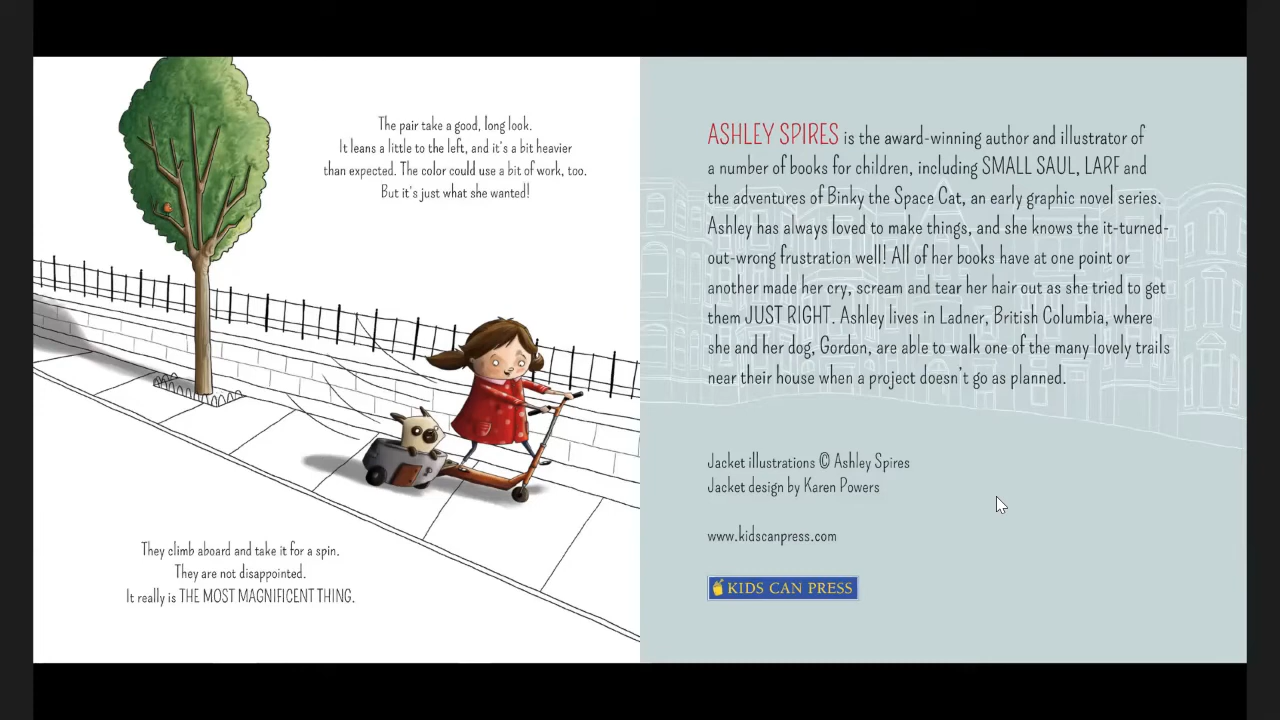 The pair take a good, long look.
It leans a little to the left, and it's a bit heavier
than expected. The color could use a bit of work, too.
But it's just what she wanted!
They climb aboard and take it for a spin.
They are not disappointed.
It really is THE MOST MAGNIFICENT THING.
ASHLEY SPIRES is the award-winning author and illustrator of
a number of books for children, including SMALL SAUL, LARF and
the adventures of Binky the Space Cat, an early graphic novel series.
Ashley has always loved to make things, and she knows the it-turned-
out-wrong frustration well! All of her books have at one point or
another made her cry, scream and tear her hair out as she tried to get
them JUST RIGHT. Ashley lives in Ladner, British Columbia, where
she and her dog, Gordon, are able to walk one of the many lovely trails
near their house when a project doesn't go as planned.
Jacket illustrations © Ashley Spires
Jacket design by Karen Powers
www.kidscanpress.com
KIDS CAN PRESS